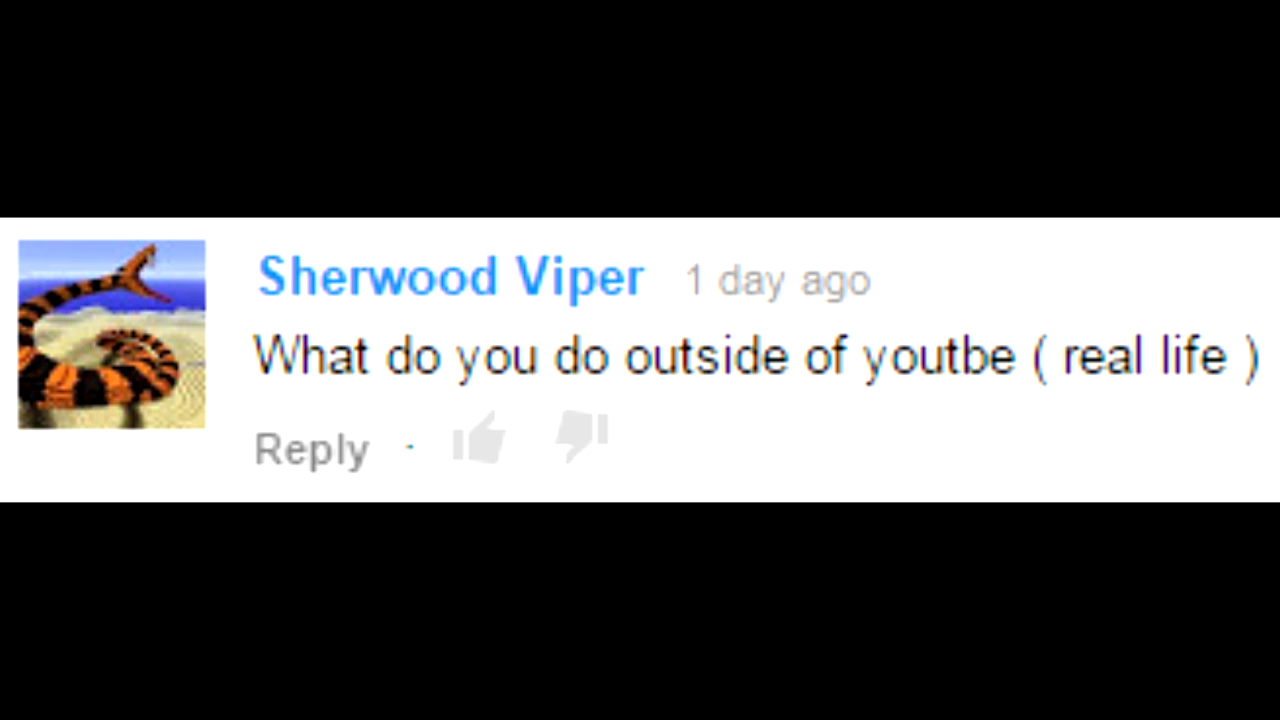 Sherwood Viper 1 day ago
What do you do outside of youtbe ( real life )
Reply ·